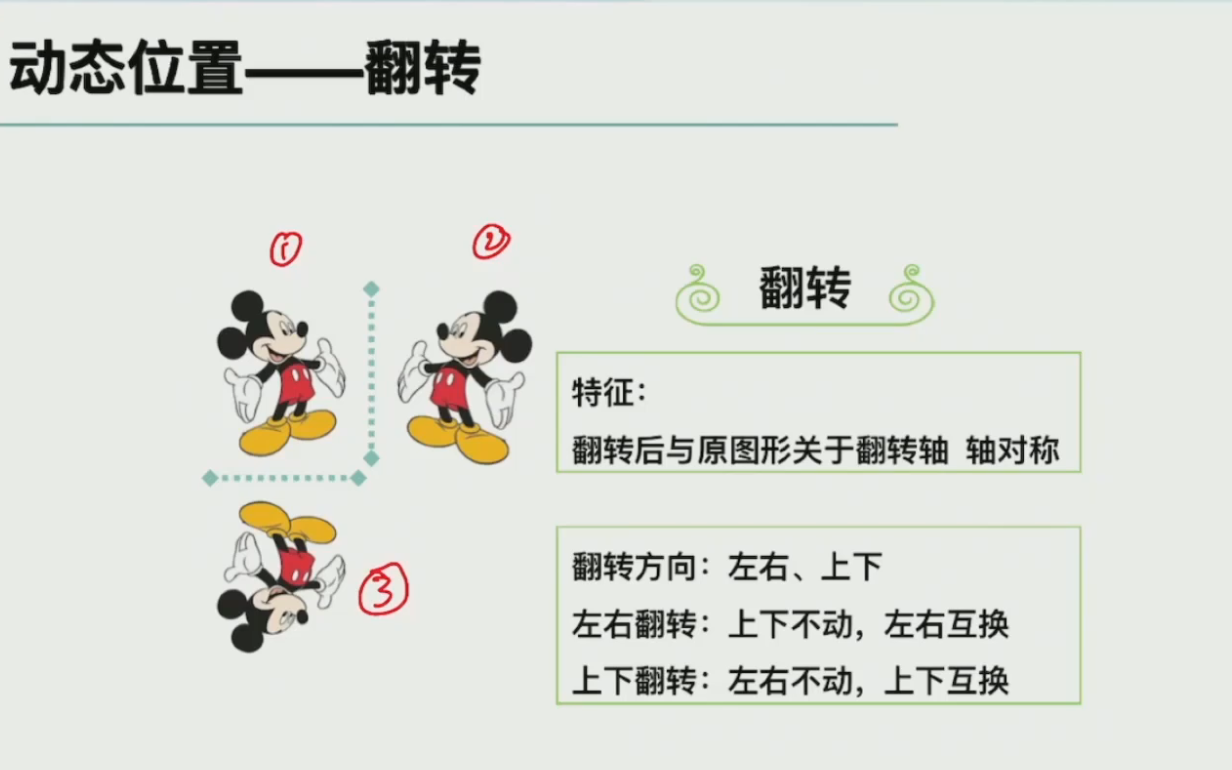 动态位置——翻转
① ②
翻转
特征：
翻转后与原图形关于翻转轴 轴对称
③
翻转方向：左右、上下
左右翻转：上下不动，左右互换
上下翻转：左右不动，上下互换